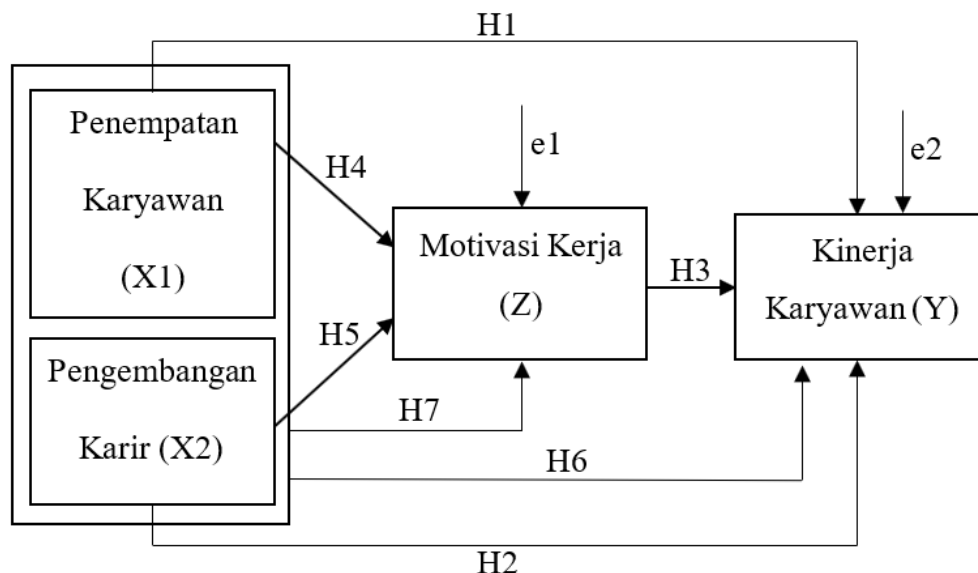 H1
Penempatan
Karyawan
(X1)
H4
e1
e2
Motivasi Kerja
(Z)
H3
Kinerja
Karyawan (Y)
H5
Pengembangan
Karir (X2)
H7
H6
H2